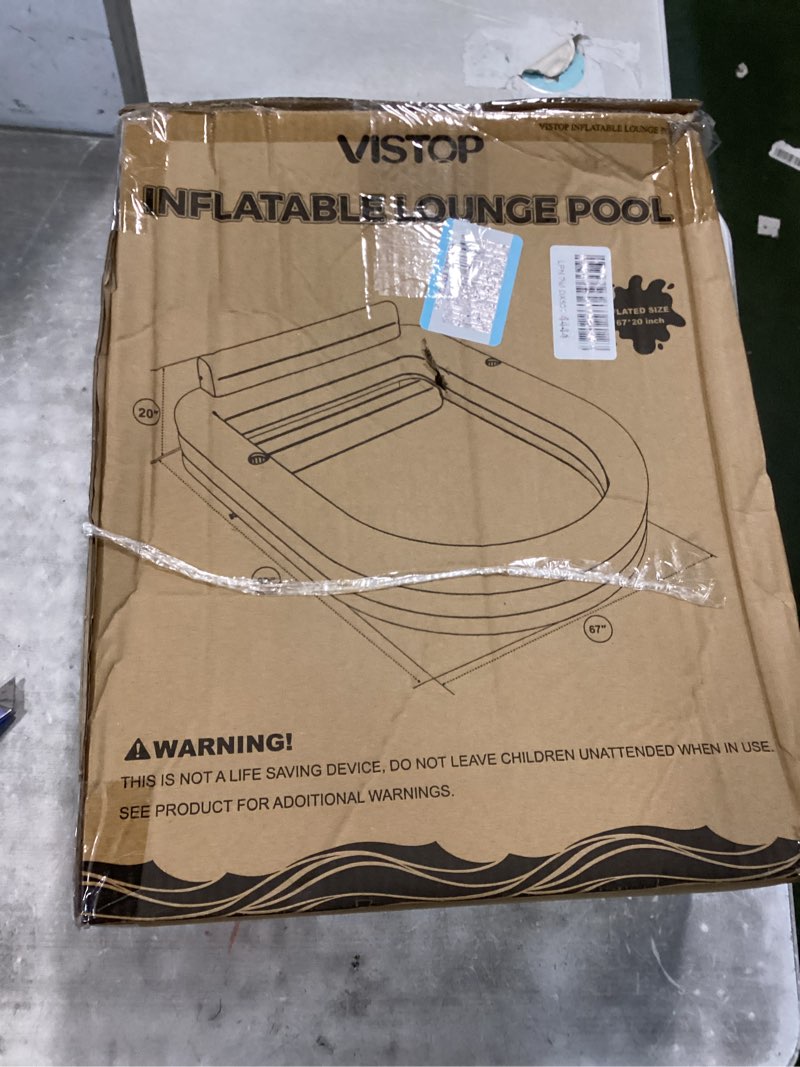 VISTOP INFLATABLE LOUNGE
VISTOP
INFLATABLE LOUNGE POOL
4444
LATED SIZE
67*20 inch
20"
67"
WARNING!
THIS IS NOT A LIFE SAVING DEVICE, DO NOT LEAVE CHILDREN UNATTENDED WHEN IN USE.
SEE PRODUCT FOR ADOITIONAL WARNINGS.